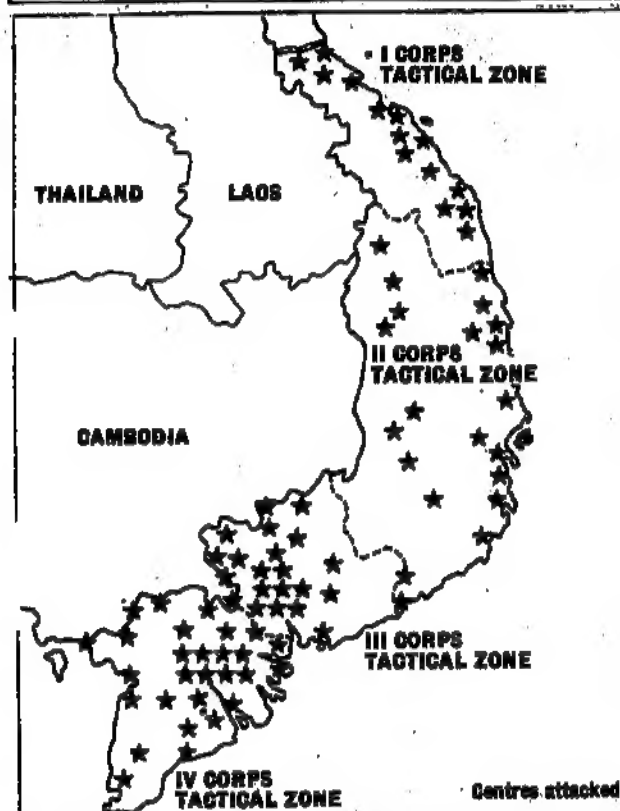 I CORPS
TACTICAL ZONE
THAILAND
LAOS
II CORPS
TACTICAL ZONE
CAMBODIA
III CORPS
TACTICAL ZONE
IV CORPS
TACTICAL ZONE
Centres attacked